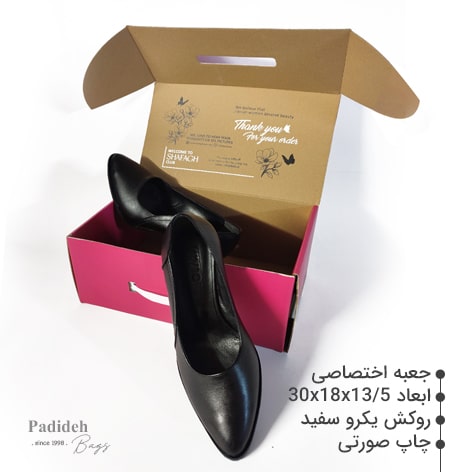 Thank you
For your order
WELCOME TO
SHAFAGH
CLUB
جعبه اختصاصی
ابعاد 30x18x13/5
روکش یکرو سفید
چاپ صورتی
Padideh
. since 1998 .
Bags